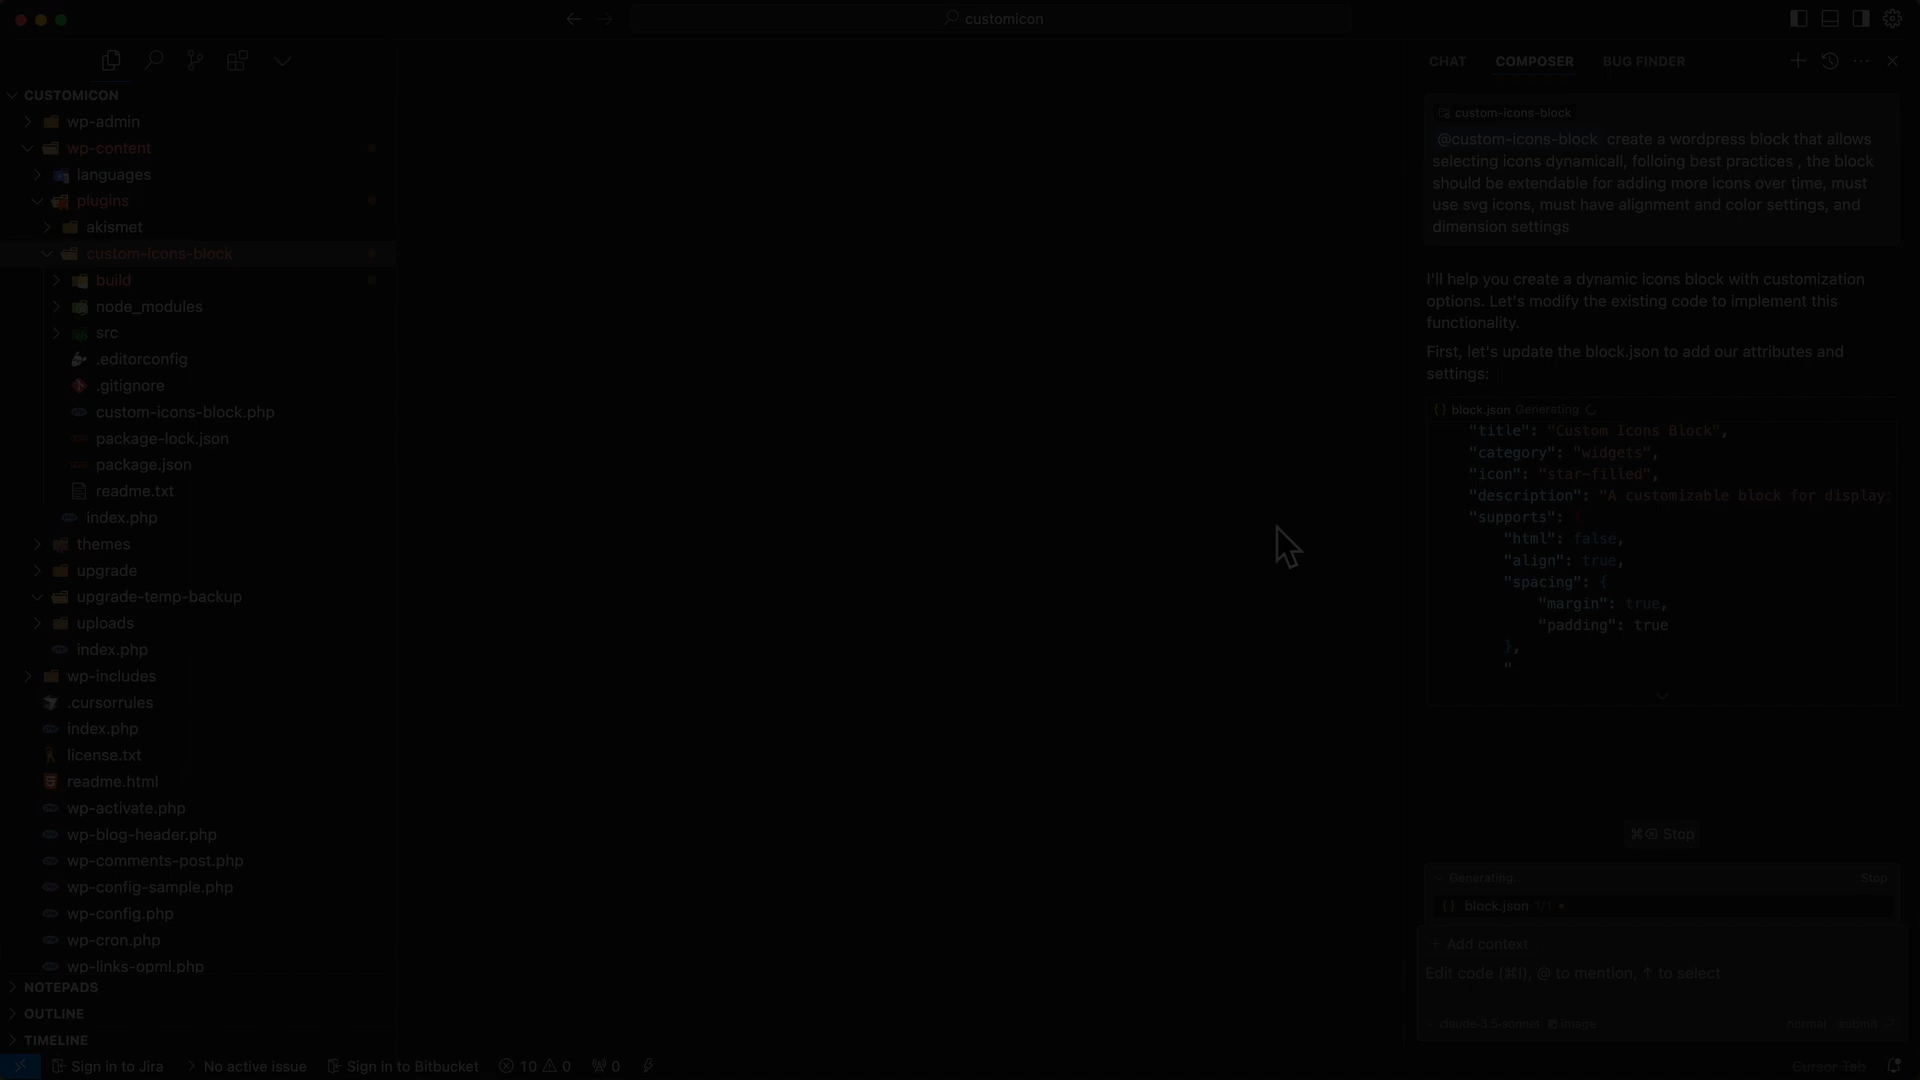 customicon
CHAT COMPOSER BUG FINDER
CUSTOMICON
wp-admin
wp-content
languages
plugins
akismet
custom-icons-block
build
node_modules
src
.editorconfig
.gitignore
custom-icons-block.php
package-lock.json
package.json
readme.txt
index.php
themes
upgrade
upgrade-temp-backup
uploads
index.php
wp-includes
.cursorrules
index.php
license.txt
readme.html
wp-activate.php
wp-blog-header.php
wp-comments-post.php
wp-config-sample.php
wp-config.php
wp-cron.php
wp-links-opml.php
NOTEPADS
OUTLINE
TIMELINE
custom-icons-block
@custom-icons-block create a wordpress block that allows
selecting icons dynamicall, folloing best practices , the block
should be extendable for adding more icons over time, must
use svg icons, must have alignment and color settings, and
dimension settings
I'll help you create a dynamic icons block with customization
options. Let's modify the existing code to implement this
functionality.
First, let's update the block.json to add our attributes and
settings:
{} block.json Generating
"title": "Custom Icons Block",
"category": "widgets",
"icon": "star-filled",
"description": "A customizable block for display
"supports": {
"html": false,
"align": true,
"spacing": {
"margin": true,
"padding": true
},
"
⌘⌫ Stop
Generating.. Stop
{} block.json 1/1 •
+ Add context
Edit code (⌘I), @ to mention, ↑ to select
claude-3.5-sonnet image normal submit
Sign in to Jira No active issue Sign in to Bitbucket 10 0 0 Cursor Tab